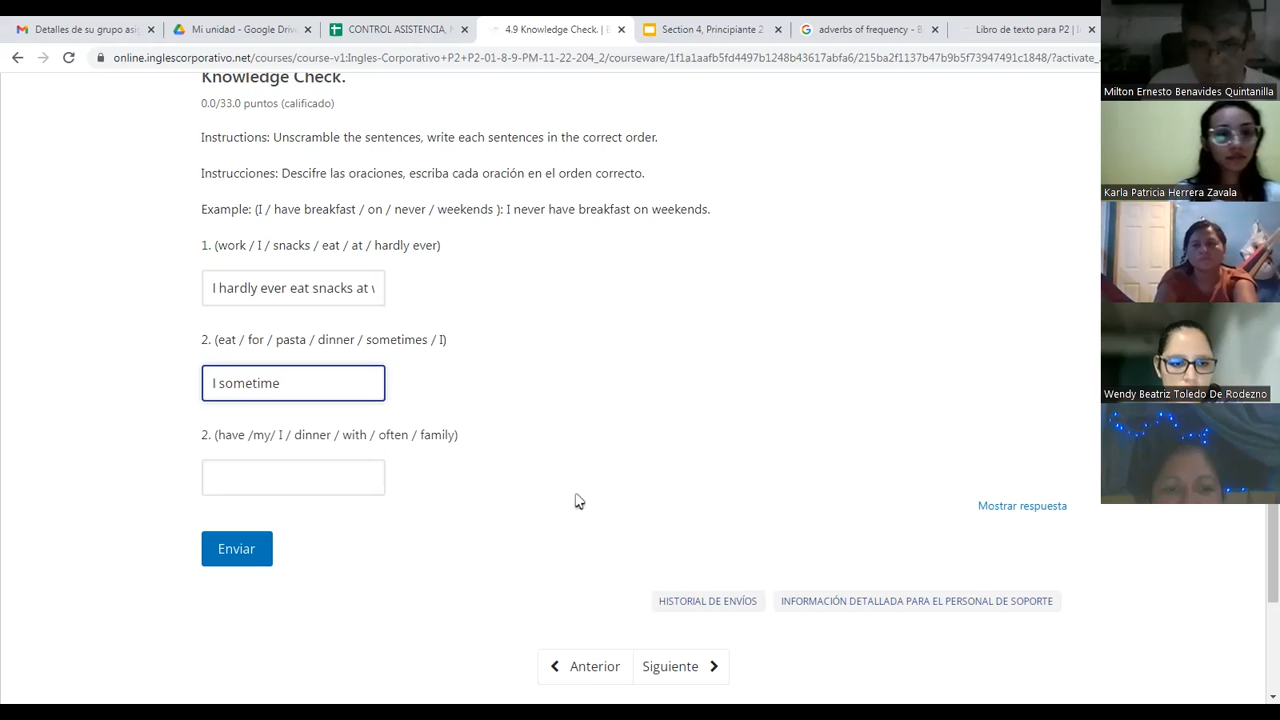 Detalles de su grupo asi
Mi unidad - Google Drive
CONTROL ASISTENCIA, N
4.9 Knowledge Check. | E
Section 4, Principiante 2
adverbs of frequency - B
Libro de texto para P2 | I
online.inglescorporativo.net/courses/course-v1:Ingles-Corporativo+P2+P2-01-8-9-PM-11-22-204_2/courseware/1f1a1aafb5fd4497b1248b43617abfa6/215ba2f1137b47b9b5f73947491c1848/?activate_
Knowledge Check.
0.0/33.0 puntos (calificado)
Instructions: Unscramble the sentences, write each sentences in the correct order.
Instrucciones: Descifre las oraciones, escriba cada oración en el orden correcto.
Example: (I / have breakfast / on / never / weekends ): I never have breakfast on weekends.
1. (work / I / snacks / eat / at / hardly ever)
I hardly ever eat snacks at w
2. (eat / for / pasta / dinner / sometimes / I)
I sometime
2. (have /my/ I / dinner / with / often / family)
Mostrar respuesta
Enviar
HISTORIAL DE ENVÍOS
INFORMACIÓN DETALLADA PARA EL PERSONAL DE SOPORTE
Anterior
Siguiente
Milton Ernesto Benavides Quintanilla
Karla Patricia Herrera Zavala
Wendy Beatriz Toledo De Rodezno